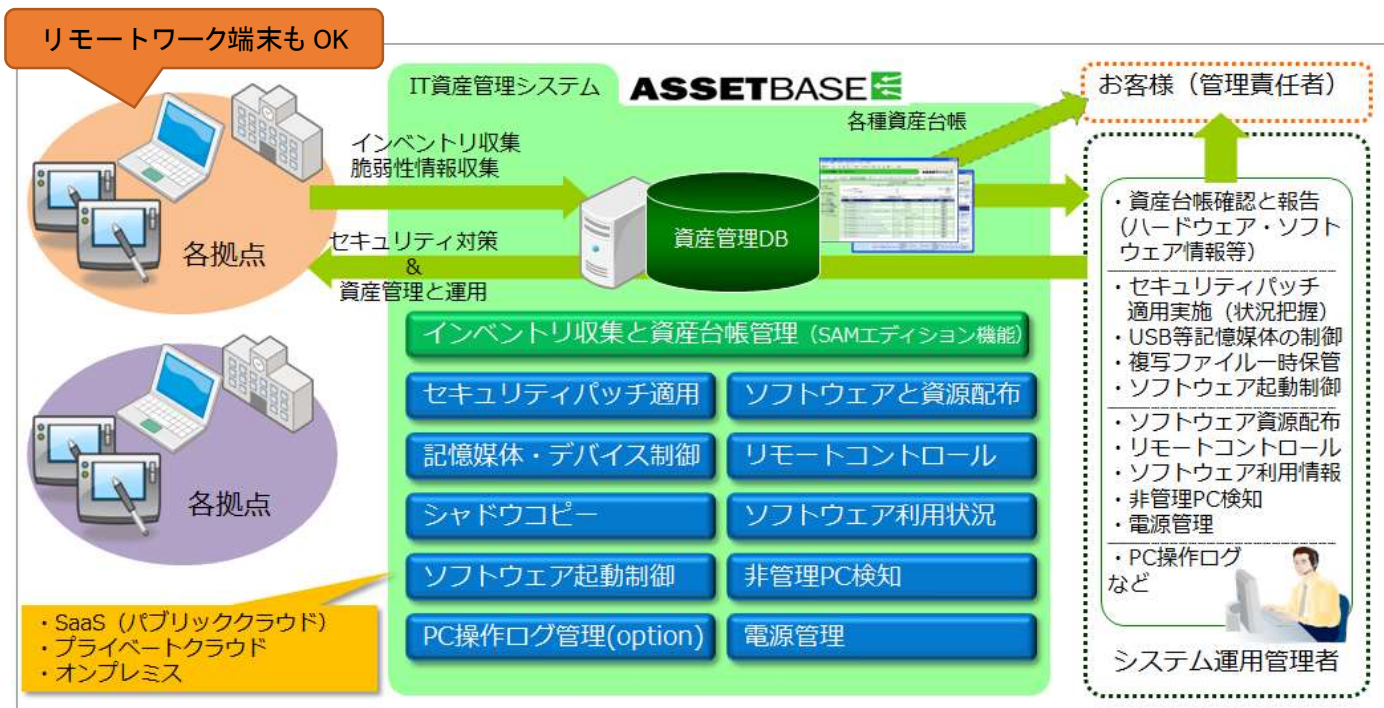 リモートワーク端末も OK
IT資産管理システム
ASSETBASE
お客様（管理責任者）
各種資産台帳
インベントリ収集
脆弱性情報収集
各拠点
セキュリティ対策
&
資産管理と運用
資産管理DB
・資産台帳確認と報告
（ハードウェア・ソフト
ウェア情報等）
・セキュリティパッチ
適用実施（状況把握）
・USB等記憶媒体の制御
・複写ファイル一時保管
・ソフトウェア起動制御
・ソフトウェア資源配布
・リモートコントロール
・ソフトウェア利用情報
・非管理PC検知
・電源管理
・PC操作ログ
など
システム運用管理者
インベントリ収集と資産台帳管理（SAMエディション機能）
セキュリティパッチ適用
ソフトウェアと資源配布
記憶媒体・デバイス制御
リモートコントロール
シャドウコピー
ソフトウェア利用状況
ソフトウェア起動制御
非管理PC検知
PC操作ログ管理(option)
電源管理
各拠点
・SaaS（パブリッククラウド）
・プライベートクラウド
・オンプレミス